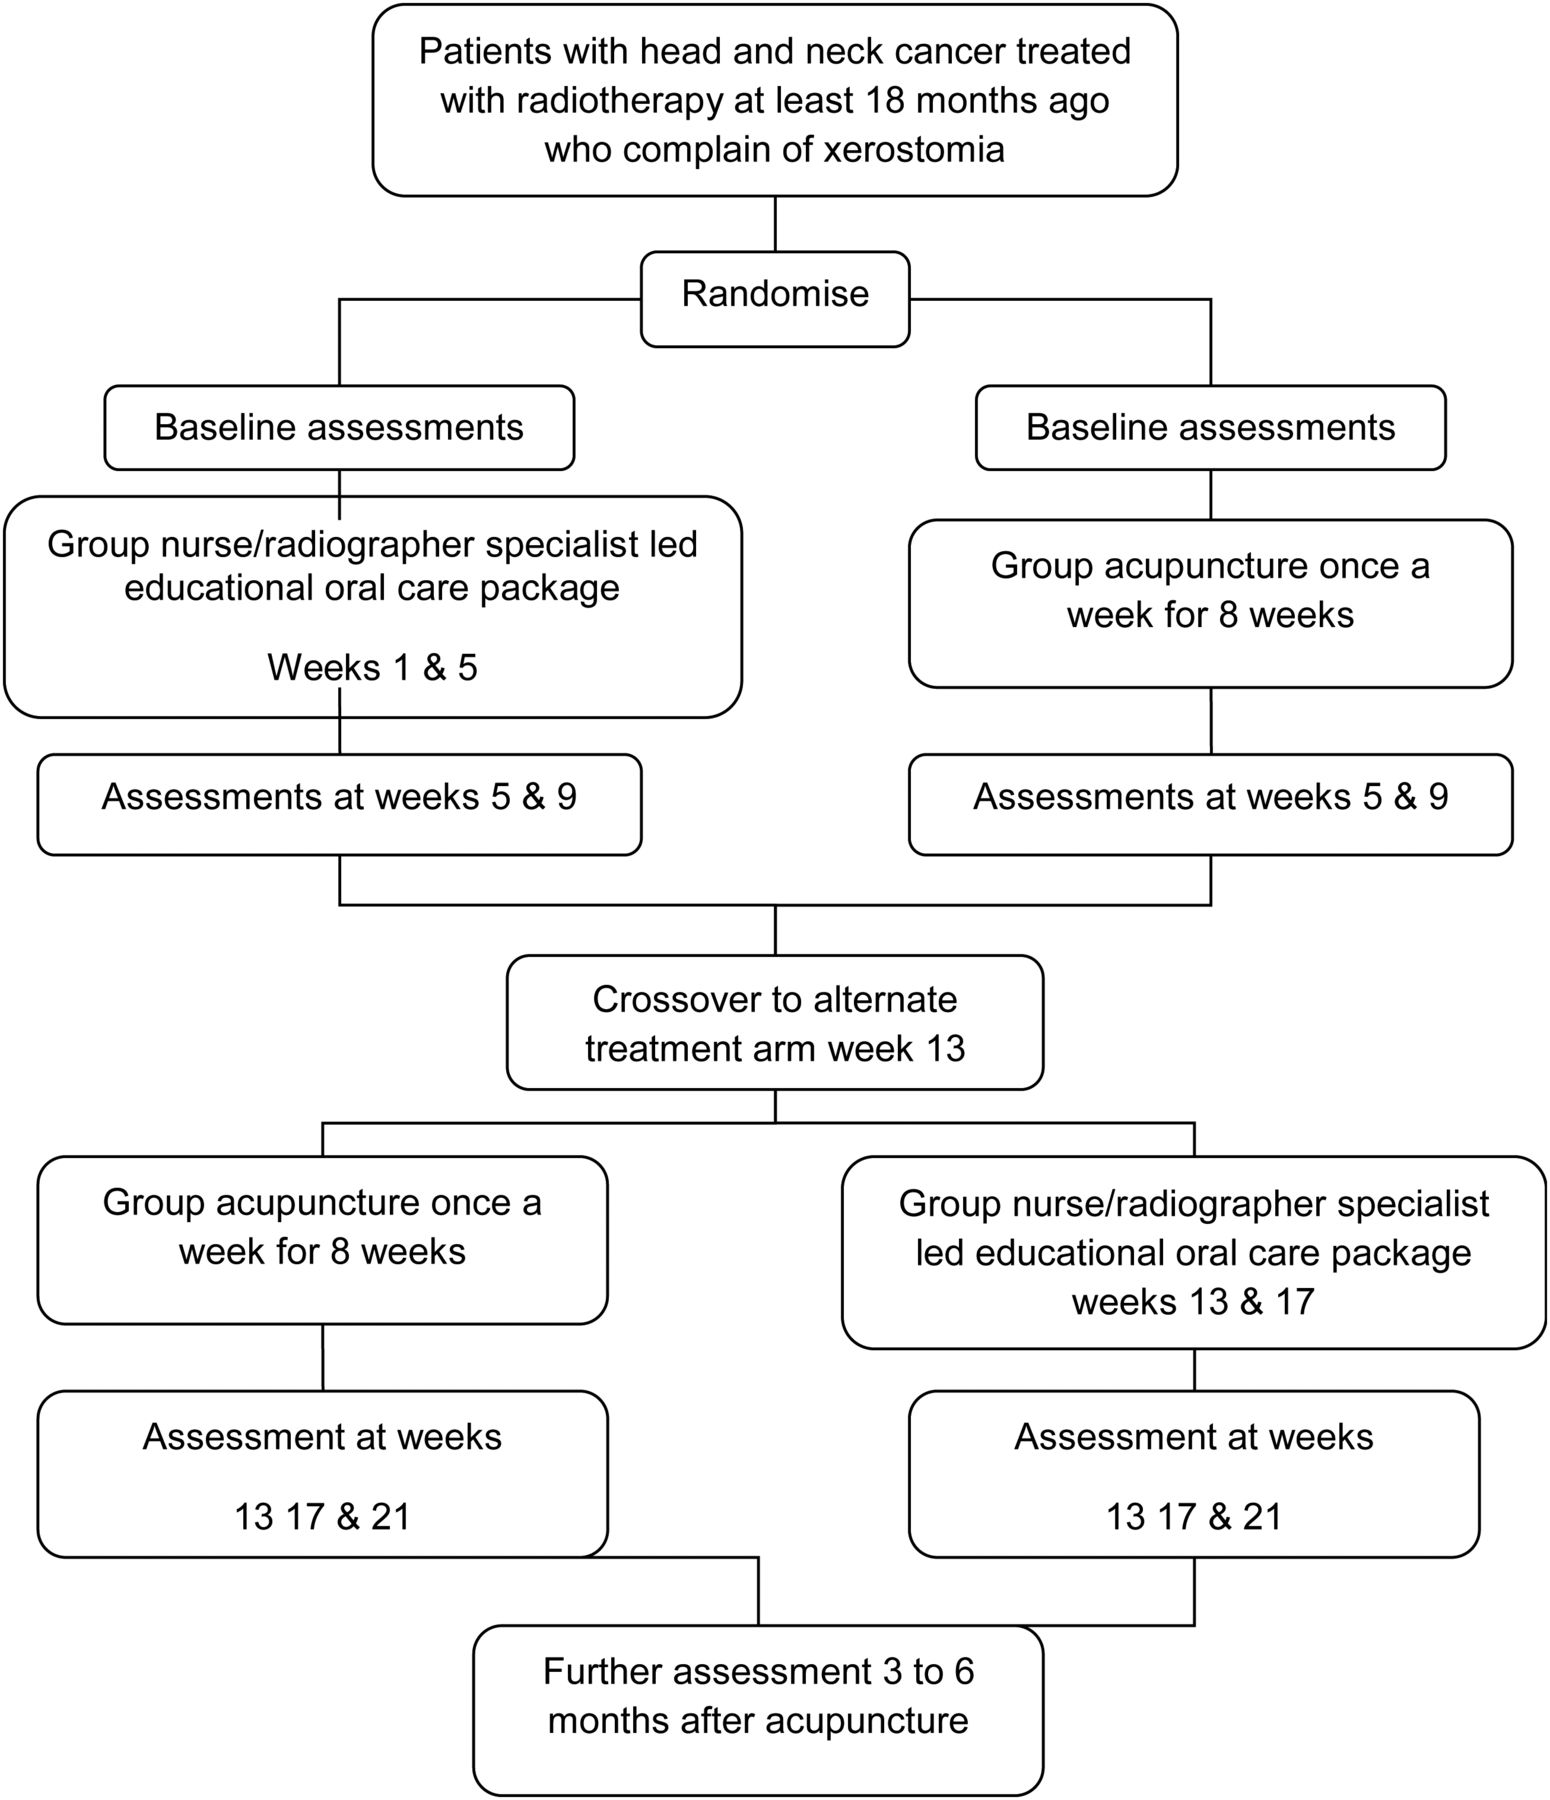 Patients with head and neck cancer treated
with radiotherapy at least 18 months ago
who complain of xerostomia
Randomise
Baseline assessments
Baseline assessments
Group nurse/radiographer specialist led
educational oral care package
Weeks 1 & 5
Group acupuncture once a
week for 8 weeks
Assessments at weeks 5 & 9
Assessments at weeks 5 & 9
Crossover to alternate
treatment arm week 13
Group acupuncture once a
week for 8 weeks
Group nurse/radiographer specialist
led educational oral care package
weeks 13 & 17
Assessment at weeks
13 17 & 21
Assessment at weeks
13 17 & 21
Further assessment 3 to 6
months after acupuncture